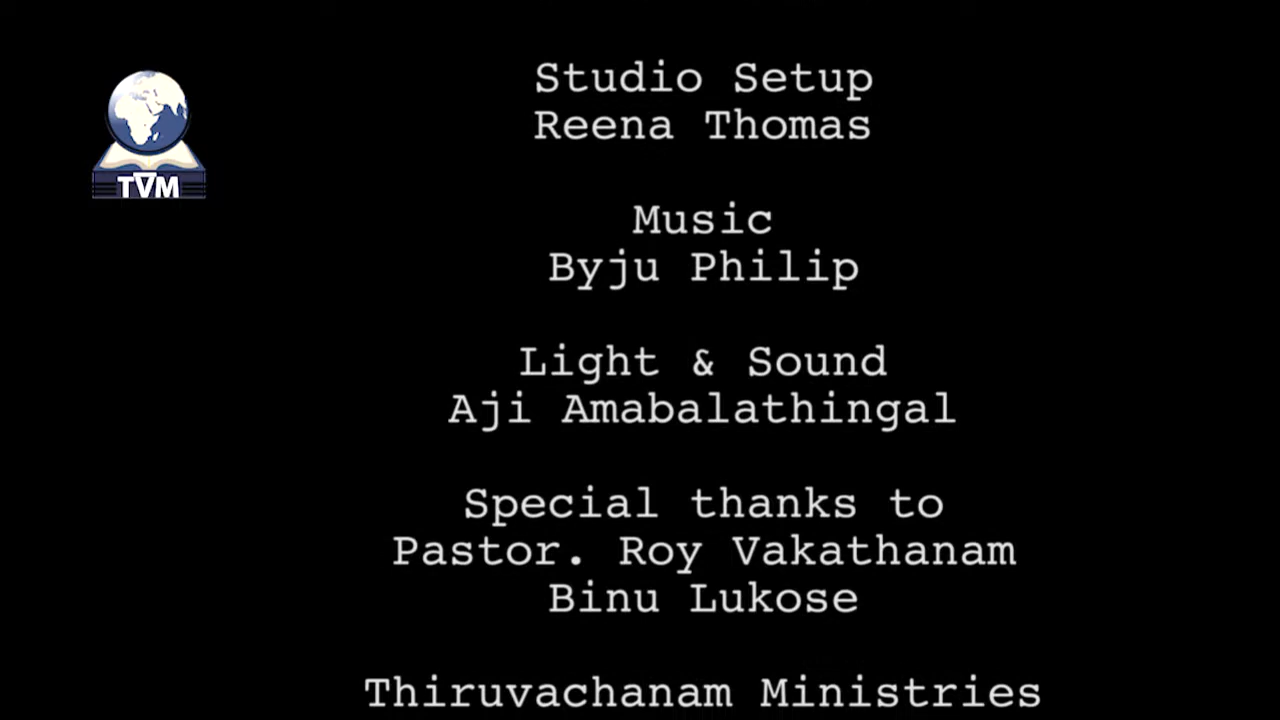 Studio Setup
Reena Thomas
TVM
Music
Byju Philip
Light & Sound
Aji Amabalathingal
Special thanks to
Pastor. Roy Vakathanam
Binu Lukose
Thiruvachanam Ministries